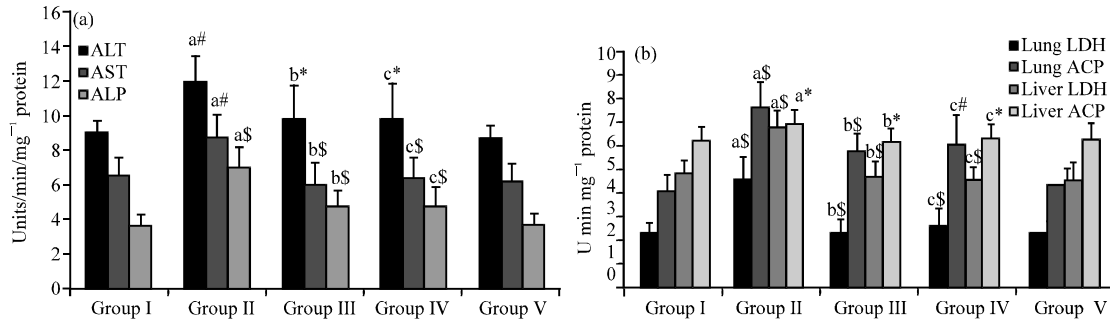 (a)
16
14
12
10
8
6
4
2
0
Units/min/mg⁻¹ protein
ALT
AST
ALP
a# a# a$
b* b$ b$
c* c$ c$
Group I Group II Group III Group IV Group V
(b)
10
9
8
7
6
5
4
3
2
1
0
U min mg⁻¹ protein
Lung LDH
Lung ACP
Liver LDH
Liver ACP
a$ a$ a$ a*
b$ b$ b$ b*
c$ c# c$ c*
Group I Group II Group III Group IV Group V